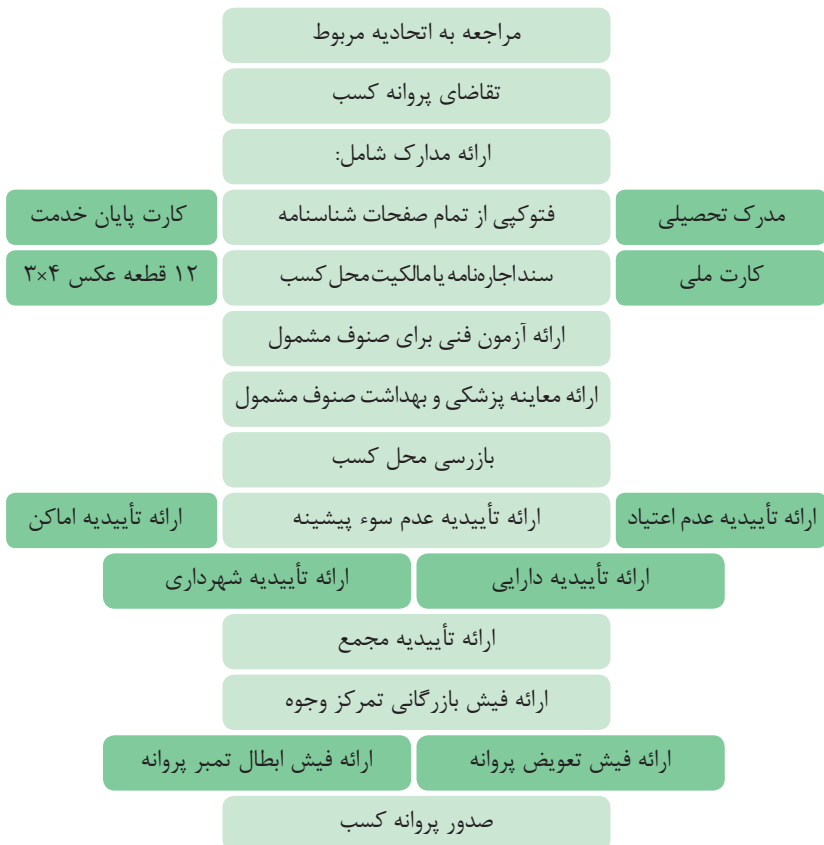 مراجعه به اتحادیه مربوط
تقاضای پروانه کسب
ارائه مدارک شامل:
مدرک تحصیلی
فتوکپی از تمام صفحات شناسنامه
کارت پایان خدمت
کارت ملی
سند اجاره‌نامه یا مالکیت محل کسب
۱۲ قطعه عکس ۴×۳
ارائه آزمون فنی برای صنوف مشمول
ارائه معاینه پزشکی و بهداشت صنوف مشمول
بازرسی محل کسب
ارائه تأییدیه عدم اعتیاد
ارائه تأییدیه عدم سوء پیشینه
ارائه تأییدیه اماکن
ارائه تأییدیه دارایی
ارائه تأییدیه شهرداری
ارائه تأییدیه مجمع
ارائه فیش بازرگانی تمرکز وجوه
ارائه فیش تعویض پروانه
ارائه فیش ابطال تمبر پروانه
صدور پروانه کسب